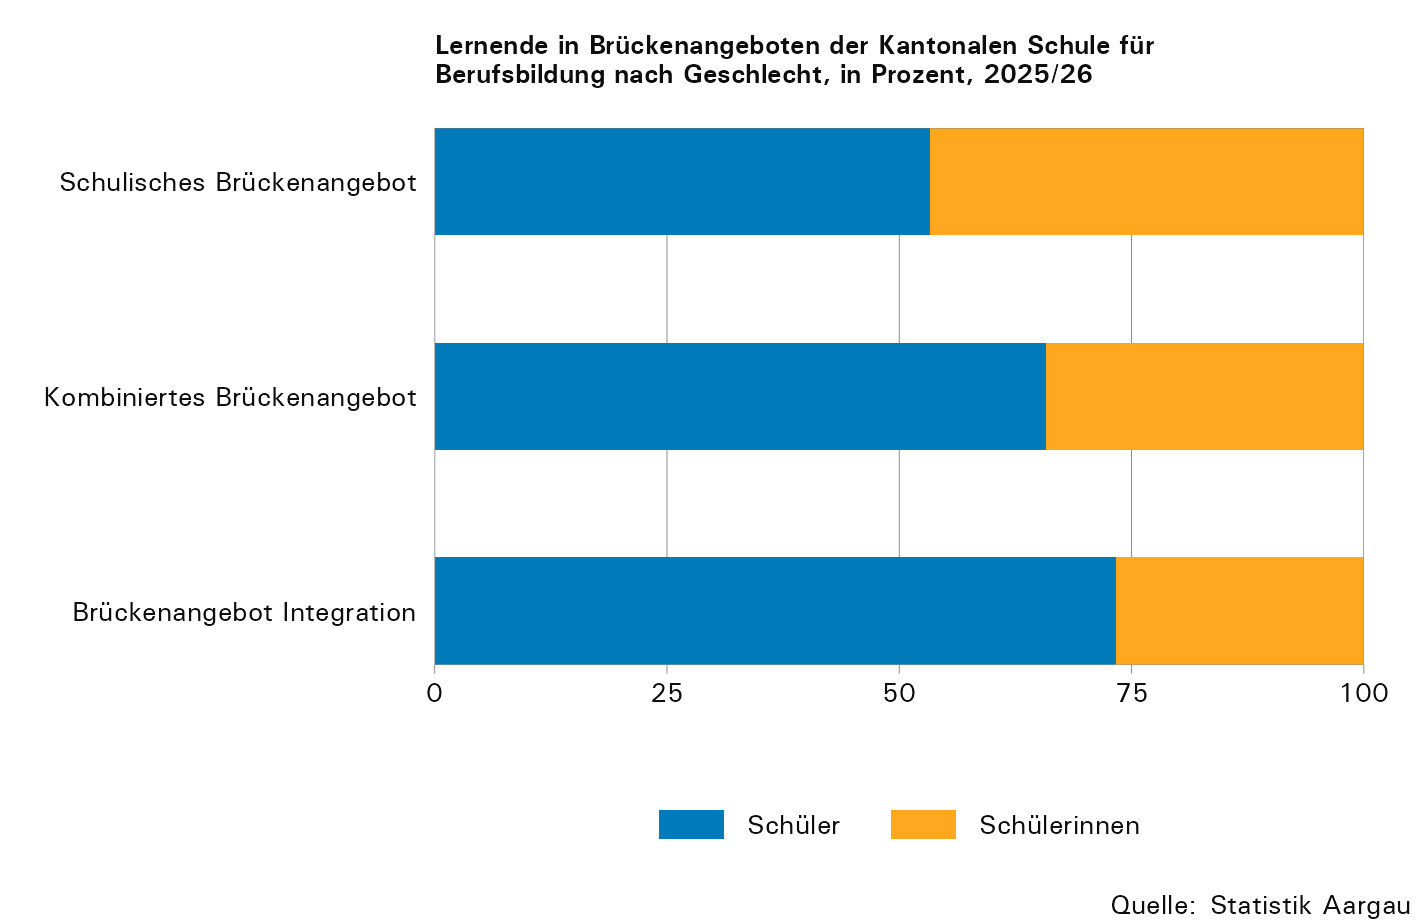 Lernende in Brückenangeboten der Kantonalen Schule für
Berufsbildung nach Geschlecht, in Prozent, 2025/26
Schulisches Brückenangebot
Kombiniertes Brückenangebot
Brückenangebot Integration
0 25 50 75 100
Schüler Schülerinnen
Quelle: Statistik Aargau